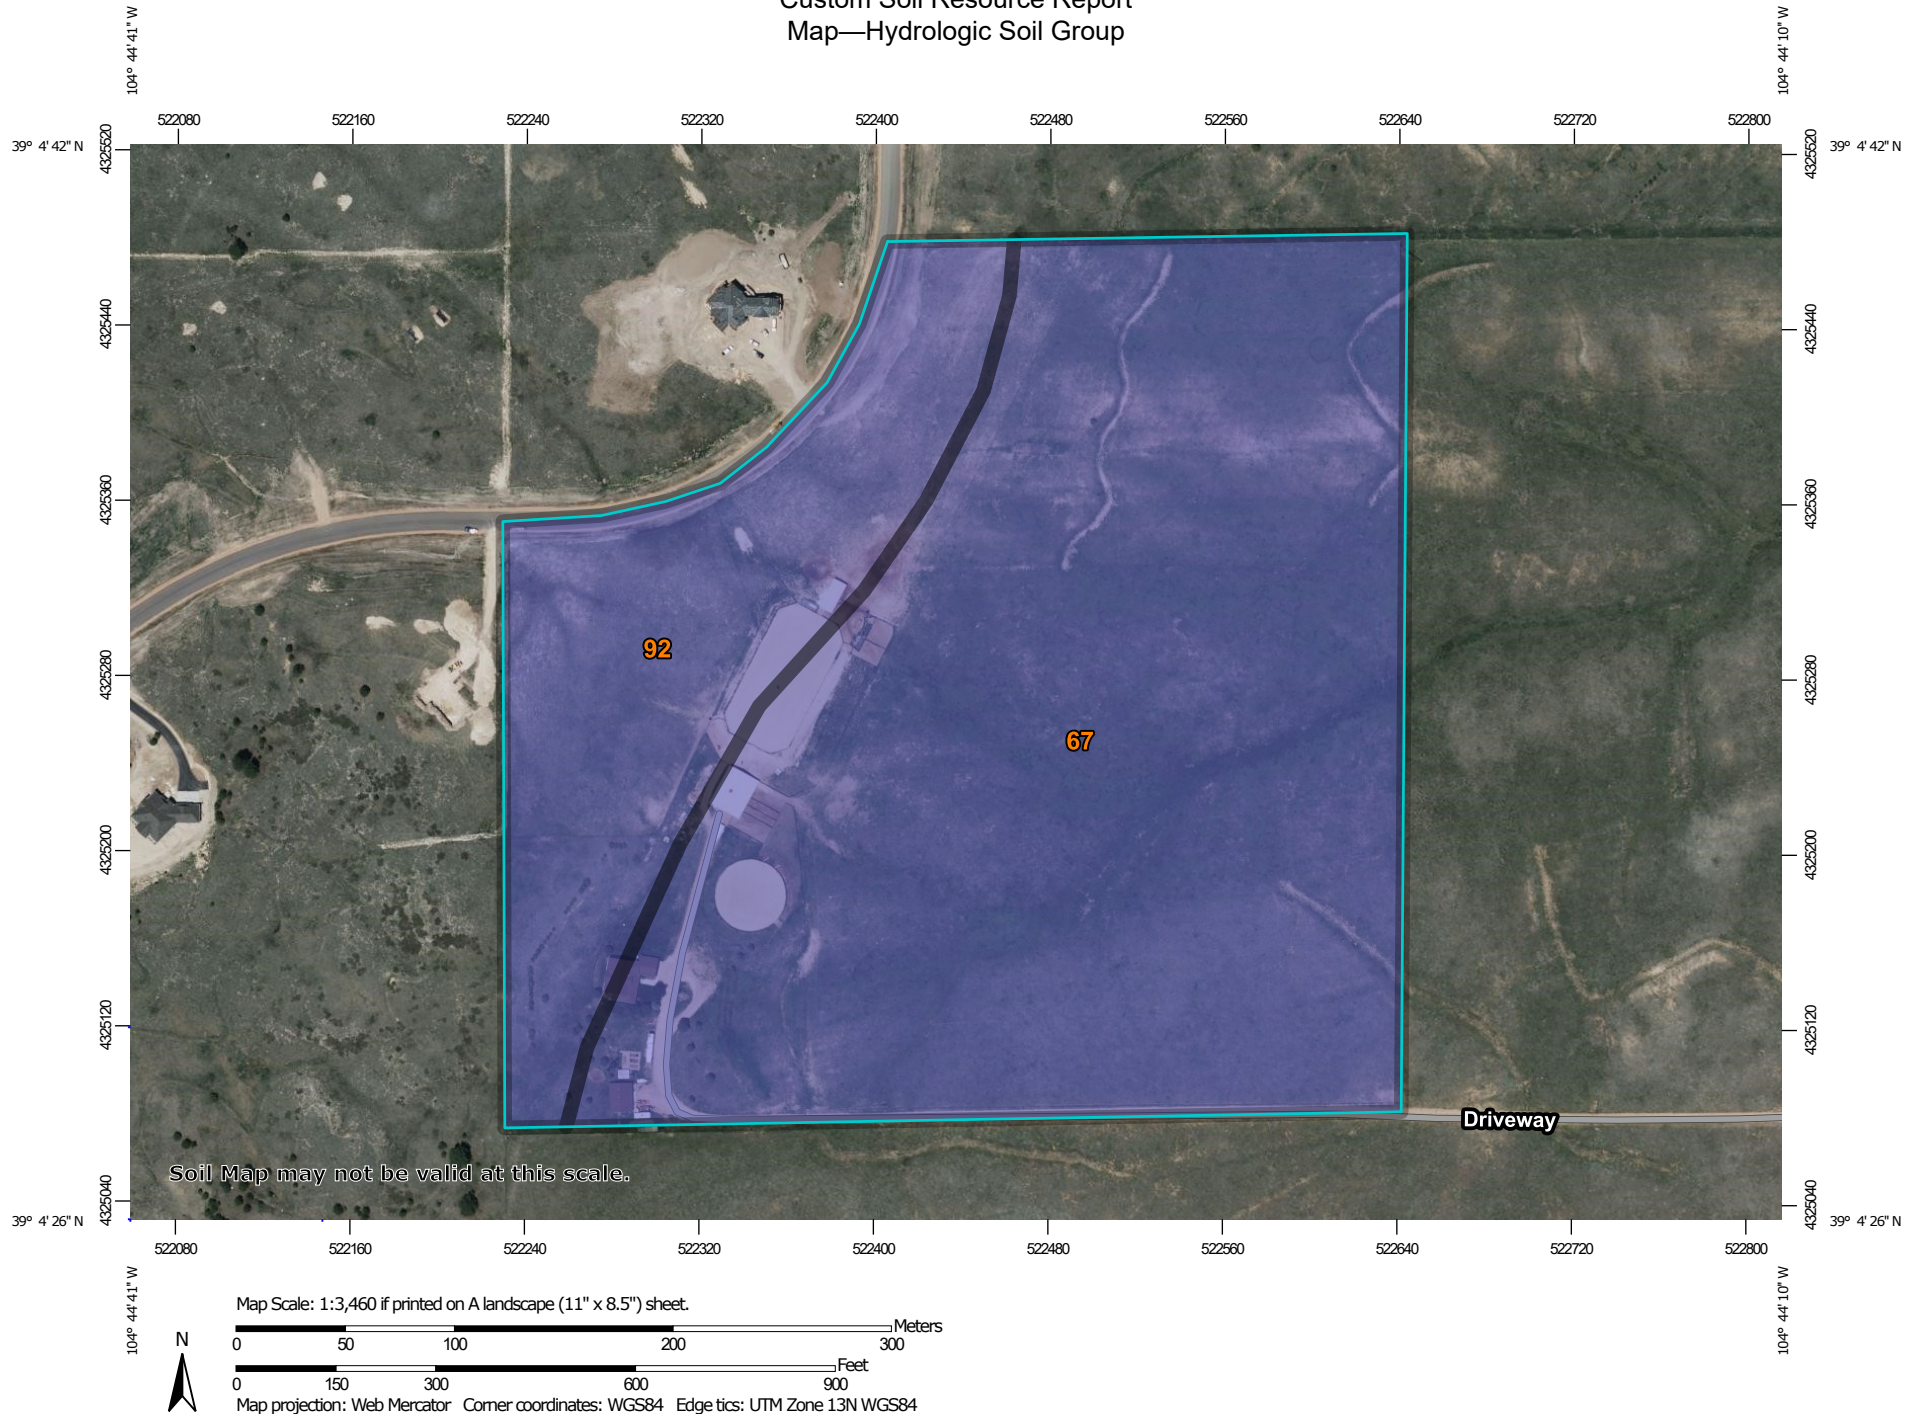 Custom Soil Resource Report
Map—Hydrologic Soil Group
104° 44' 41" W
104° 44' 10" W
522080 522160 522240 522320 522400 522480 522560 522640 522720 522800
39° 4' 42" N
39° 4' 42" N
4325520
4325520
4325440
4325440
4325360
4325360
4325280
4325280
4325200
4325200
4325120
4325120
4325040
4325040
92
67
Driveway
Soil Map may not be valid at this scale.
39° 4' 26" N
39° 4' 26" N
522080 522160 522240 522320 522400 522480 522560 522640 522720 522800
104° 44' 41" W
104° 44' 10" W
Map Scale: 1:3,460 if printed on A landscape (11" x 8.5") sheet.
Meters
0 50 100 200 300
Feet
0 150 300 600 900
N
Map projection: Web Mercator Corner coordinates: WGS84 Edge tics: UTM Zone 13N WGS84